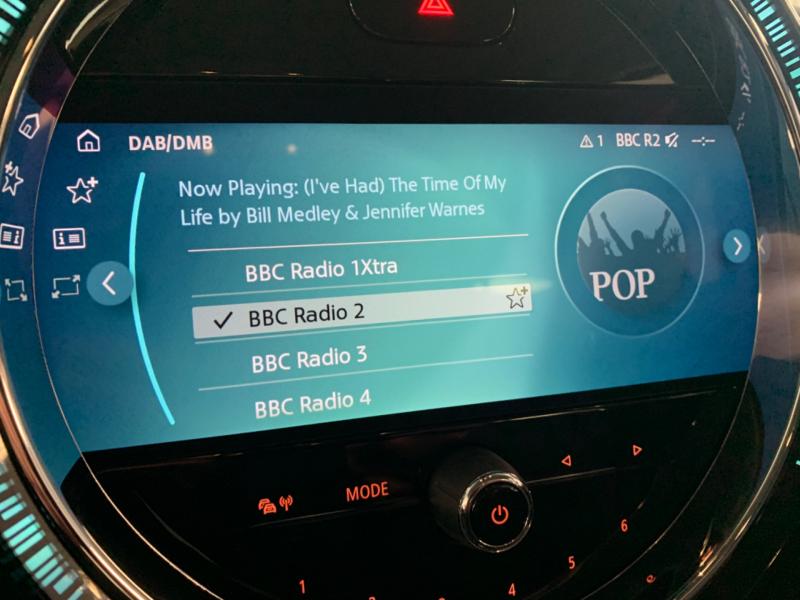 DAB/DMB
1 BBC R2 --:--
Now Playing: (I've Had) The Time Of My
Life by Bill Medley & Jennifer Warnes
BBC Radio 1Xtra
BBC Radio 2
BBC Radio 3
BBC Radio 4
POP
MODE
1
4
5
6